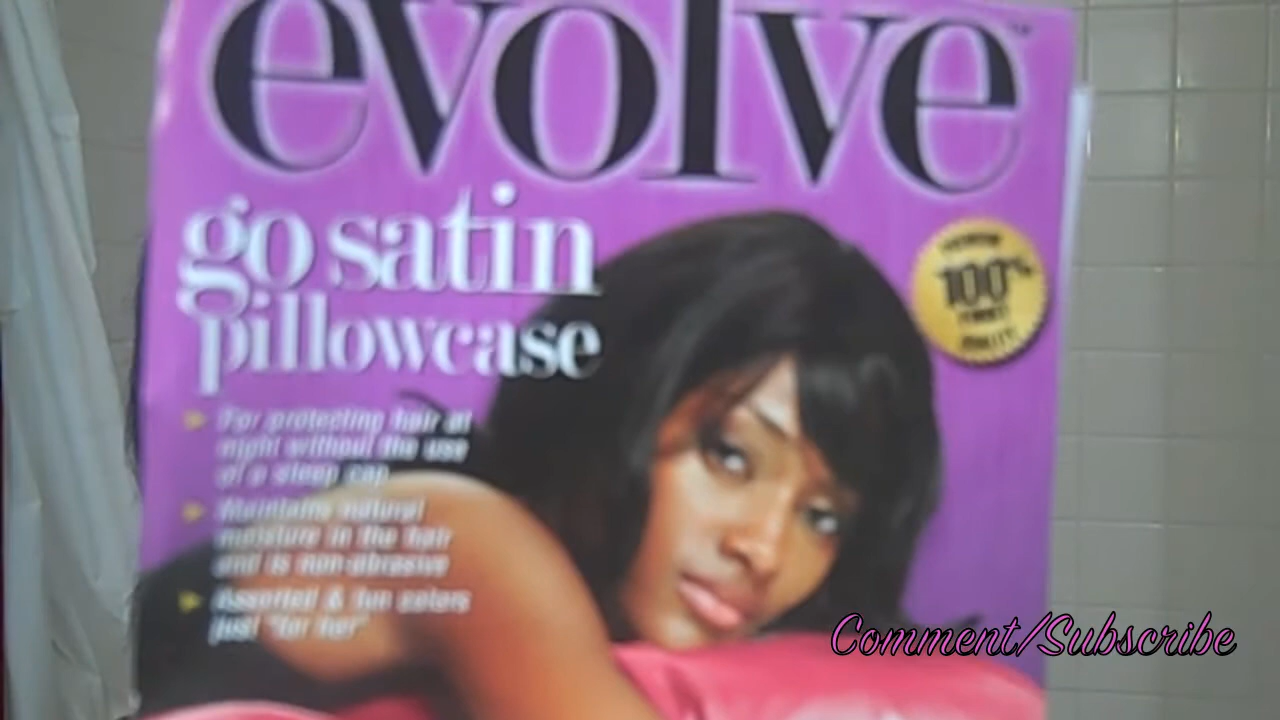 evolve
go satin
pillowcase
For protecting hair at
night without the use
of a sleep cap
Maintains natural
moisture in the hair
and is non-abrasive
Assorted & fun colors
just "for her"
100%
QUALITY
Comment/Subscribe